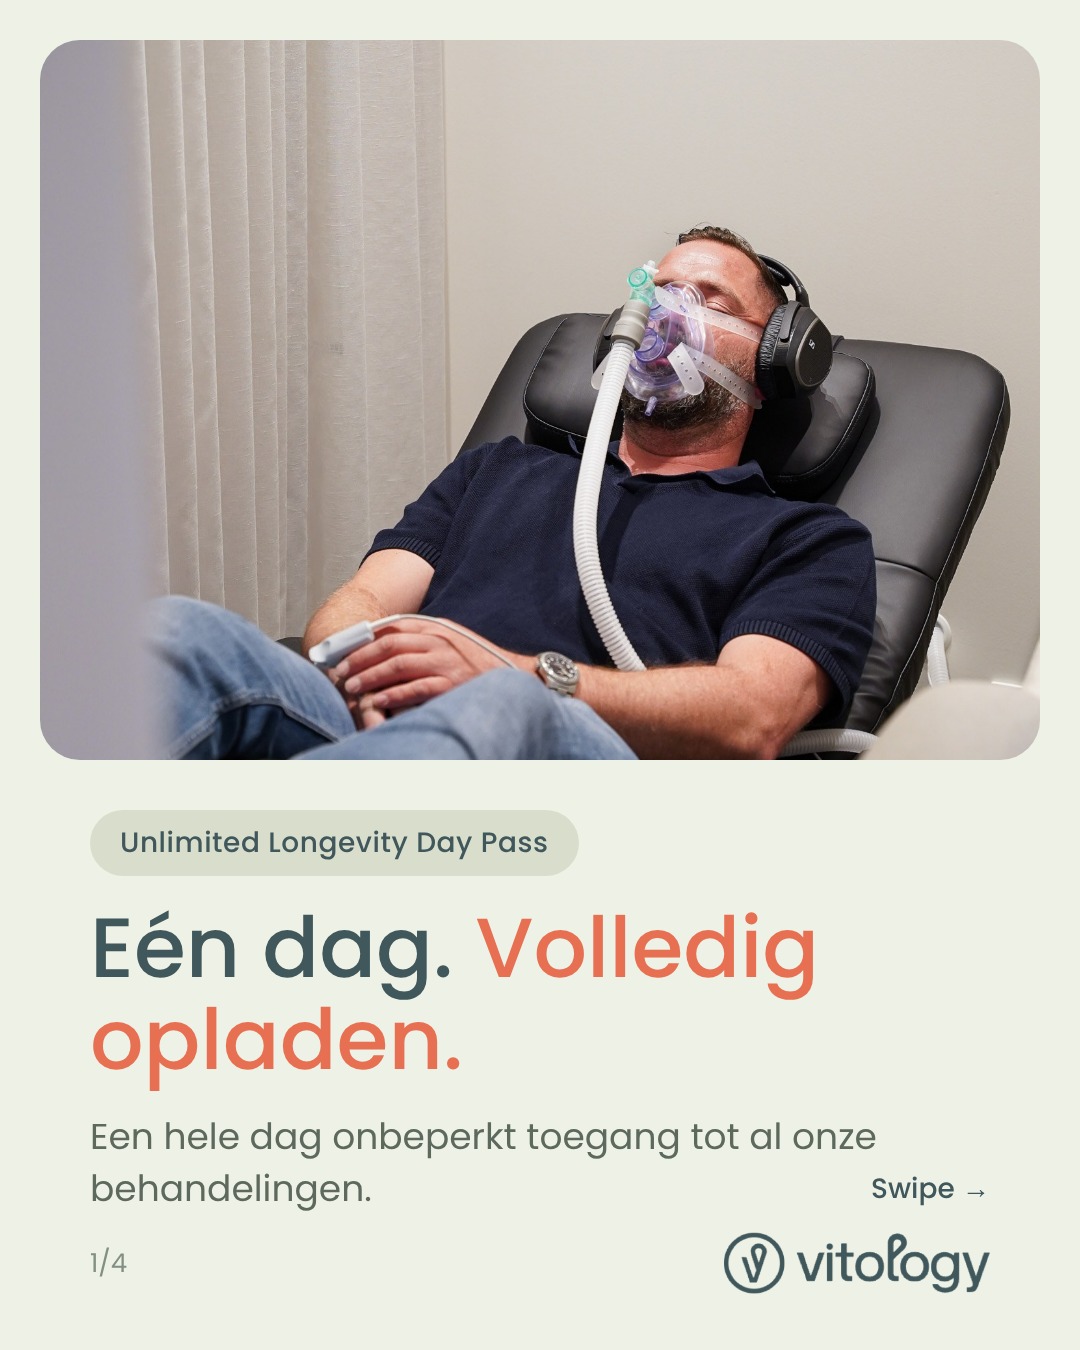 Unlimited Longevity Day Pass
Eén dag. Volledig
opladen.
Een hele dag onbeperkt toegang tot al onze
behandelingen.
Swipe →
1/4
vitology